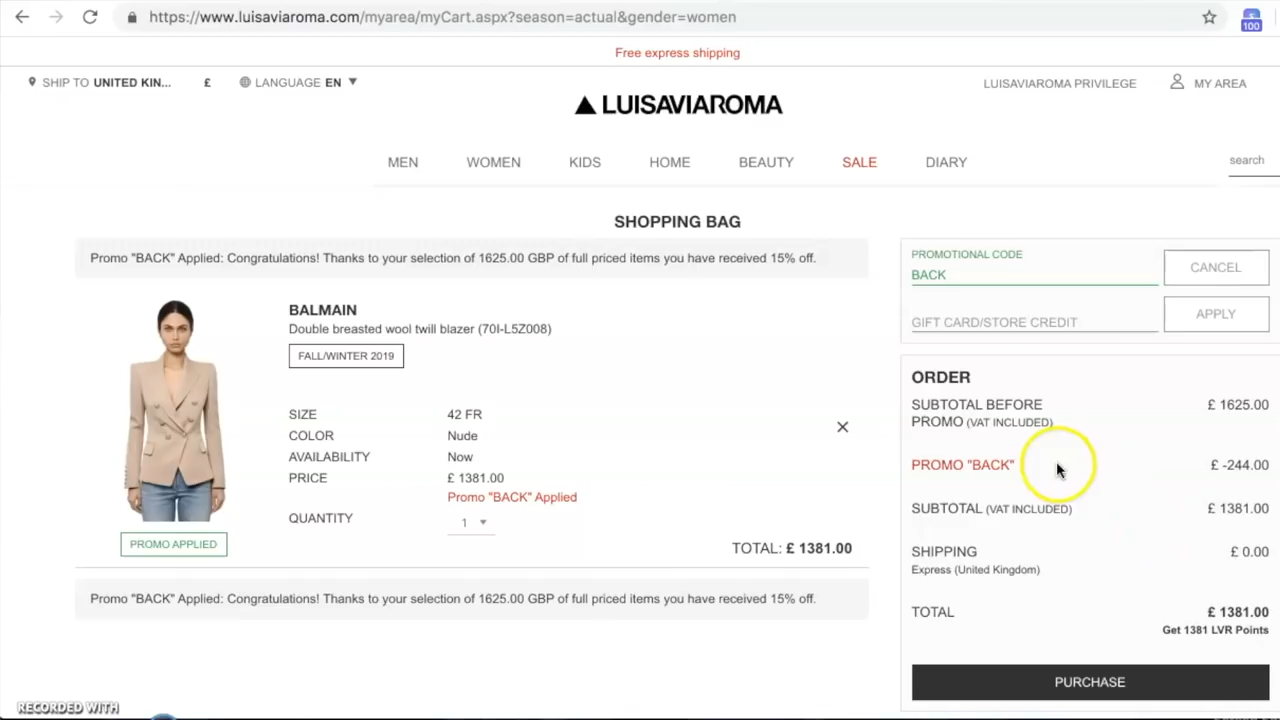 https://www.luisaviaroma.com/myarea/myCart.aspx?season=actual&gender=women
100
Free express shipping
SHIP TO UNITED KIN... £ LANGUAGE EN
LUISAVIAROMA PRIVILEGE MY AREA
LUISAVIAROMA
MEN WOMEN KIDS HOME BEAUTY SALE DIARY
search
SHOPPING BAG
Promo "BACK" Applied: Congratulations! Thanks to your selection of 1625.00 GBP of full priced items you have received 15% off.
BALMAIN
Double breasted wool twill blazer (70I-L5Z008)
FALL/WINTER 2019
SIZE 42 FR
COLOR Nude
AVAILABILITY Now
PRICE £ 1381.00
Promo "BACK" Applied
QUANTITY 1
PROMO APPLIED
TOTAL: £ 1381.00
Promo "BACK" Applied: Congratulations! Thanks to your selection of 1625.00 GBP of full priced items you have received 15% off.
PROMOTIONAL CODE
BACK
CANCEL
GIFT CARD/STORE CREDIT
APPLY
ORDER
SUBTOTAL BEFORE £ 1625.00
PROMO (VAT INCLUDED)
PROMO "BACK" £ -244.00
SUBTOTAL (VAT INCLUDED) £ 1381.00
SHIPPING £ 0.00
Express (United Kingdom)
TOTAL £ 1381.00
Get 1381 LVR Points
PURCHASE
RECORDED WITH